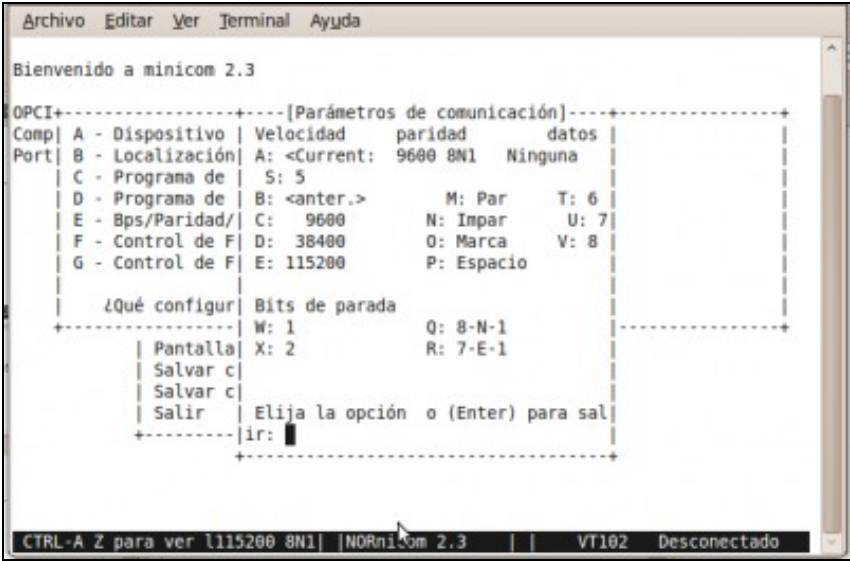 Archivo Editar Ver Terminal Ayuda
Bienvenido a minicom 2.3
OPCI+-----------------+----[Parámetros de comunicación]----+----------------+
Comp| A - Dispositivo | Velocidad paridad datos | |
Port| B - Localización| A: <Current: 9600 8N1 Ninguna | |
| C - Programa de | S: 5 | |
| D - Programa de | B: <anter.> M: Par T: 6 | |
| E - Bps/Paridad/| C: 9600 N: Impar U: 7| |
| F - Control de F| D: 38400 O: Marca V: 8 | |
| G - Control de F| E: 115200 P: Espacio | |
| | | |
| ¿Qué configur| Bits de parada | |
+-----------------| W: 1 Q: 8-N-1 |----------------+
| Pantalla| X: 2 R: 7-E-1 |
| Salvar c| |
| Salvar c| |
| Salir | Elija la opción o (Enter) para sal|
+---------|ir: |
+-----------------------------------+
CTRL-A Z para ver l115200 8N1| |NORnicom 2.3 | | VT102 Desconectado